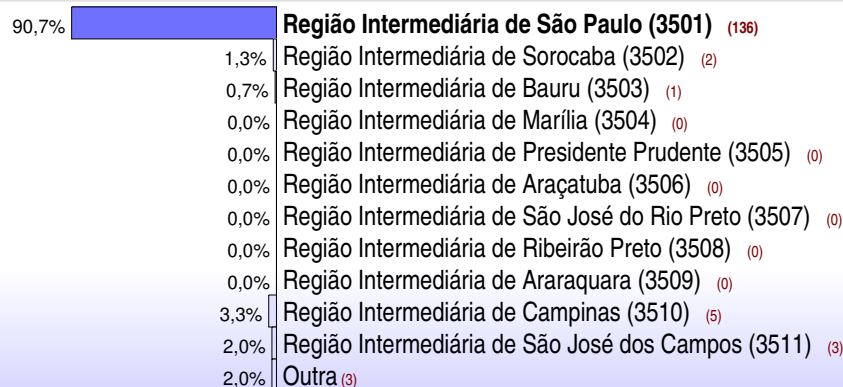 90,7% Região Intermediária de São Paulo (3501) (136)
1,3% Região Intermediária de Sorocaba (3502) (2)
0,7% Região Intermediária de Bauru (3503) (1)
0,0% Região Intermediária de Marília (3504) (0)
0,0% Região Intermediária de Presidente Prudente (3505) (0)
0,0% Região Intermediária de Araçatuba (3506) (0)
0,0% Região Intermediária de São José do Rio Preto (3507) (0)
0,0% Região Intermediária de Ribeirão Preto (3508) (0)
0,0% Região Intermediária de Araraquara (3509) (0)
3,3% Região Intermediária de Campinas (3510) (5)
2,0% Região Intermediária de São José dos Campos (3511) (3)
2,0% Outra (3)